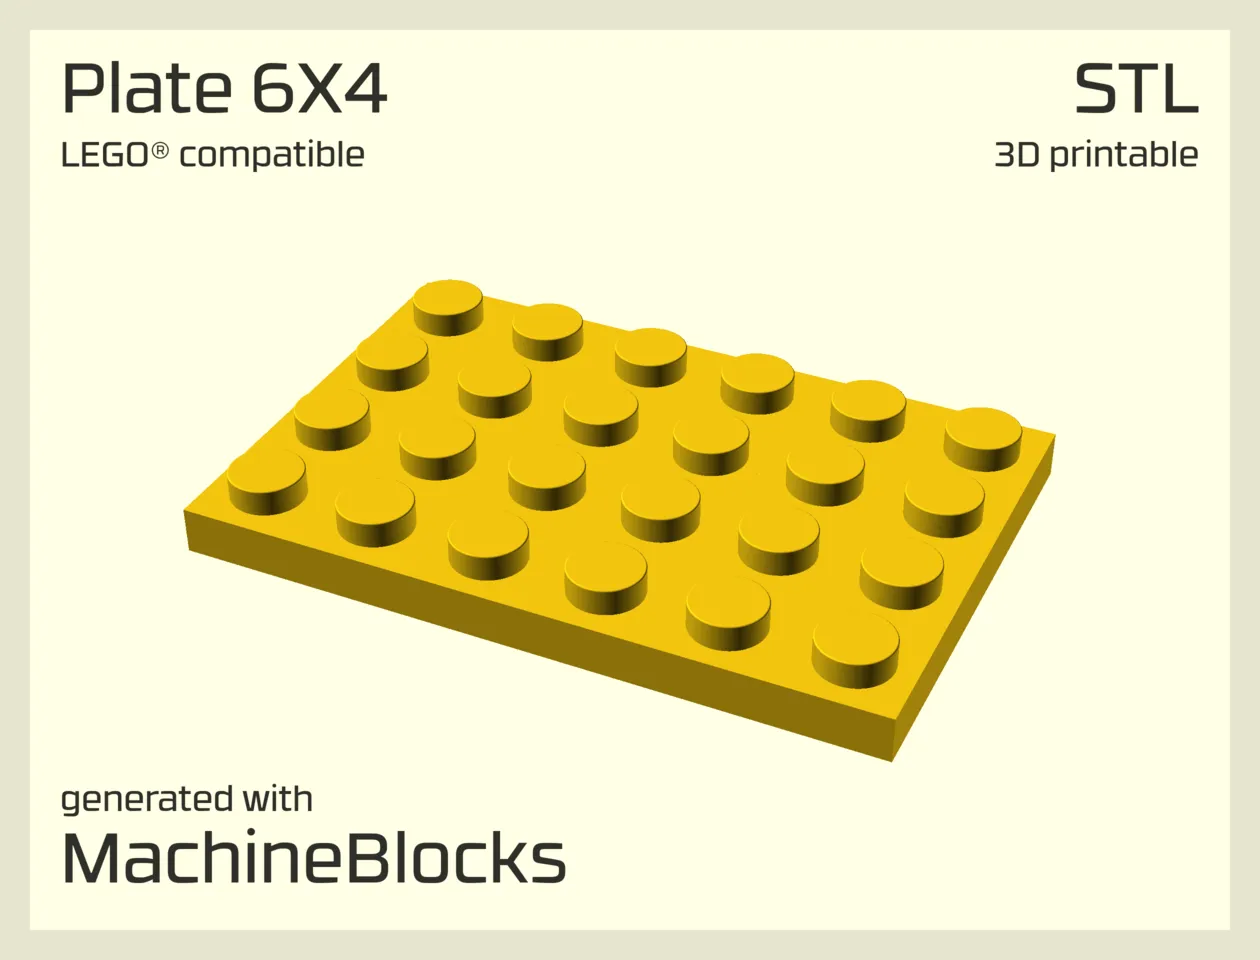 Plate 6X4
LEGO® compatible
STL
3D printable
generated with
MachineBlocks